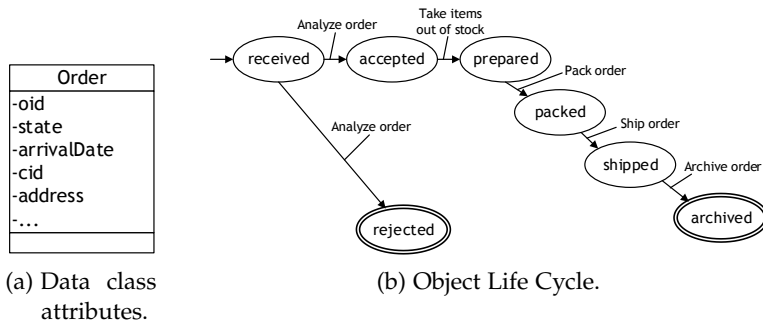 Order
-oid
-state
-arrivalDate
-cid
-address
-...
(a) Data class
attributes.
Analyze order
Take items
out of stock
received
accepted
prepared
Pack order
packed
Ship order
Analyze order
shipped
Archive order
rejected
archived
(b) Object Life Cycle.